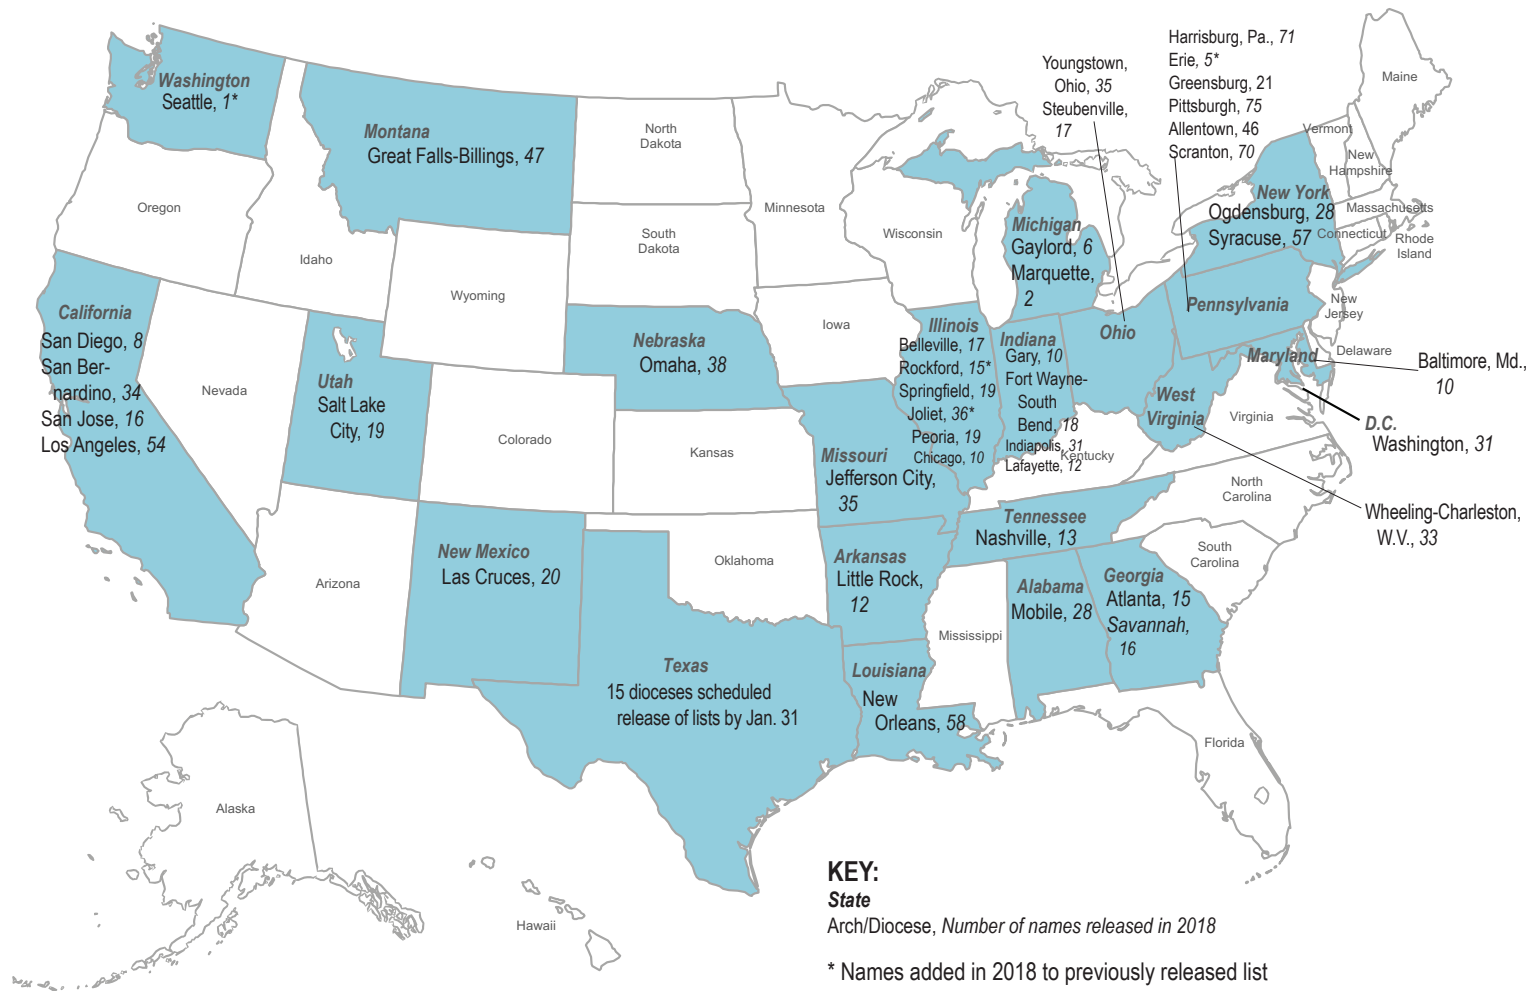 Washington
Seattle, 1*
Montana
Great Falls-Billings, 47
North
Dakota
Minnesota
Oregon
Idaho
South
Dakota
Wisconsin
Wyoming
Youngstown,
Ohio, 35
Steubenville,
17
Harrisburg, Pa., 71
Erie, 5*
Greensburg, 21
Pittsburgh, 75
Allentown, 46
Scranton, 70
Maine
Vermont
New
Hampshire
New York
Ogdensburg, 28
Syracuse, 57
Massachusetts
Connecticut
Rhode
Island
Michigan
Gaylord, 6
Marquette,
2
Pennsylvania
New
Jersey
California
San Diego, 8
San Ber-
nardino, 34
San Jose, 16
Los Angeles, 54
Nevada
Utah
Salt Lake
City, 19
Nebraska
Omaha, 38
Iowa
Illinois
Belleville, 17
Rockford, 15*
Springfield, 19
Joliet, 36*
Peoria, 19
Chicago, 10
Indiana
Gary, 10
Fort Wayne-
South
Bend, 18
Indiapolis, 31
Lafayette, 12
Ohio
Maryland
Delaware
Baltimore, Md.,
10
West
Virginia
Virginia
D.C.
Washington, 31
Colorado
Kansas
Missouri
Jefferson City,
35
Kentucky
North
Carolina
Wheeling-Charleston,
W.V., 33
Tennessee
Nashville, 13
South
Carolina
Arizona
New Mexico
Las Cruces, 20
Oklahoma
Arkansas
Little Rock,
12
Alabama
Mobile, 28
Georgia
Atlanta, 15
Savannah,
16
Mississippi
Texas
15 dioceses scheduled
release of lists by Jan. 31
Louisiana
New
Orleans, 58
Florida
Alaska
Hawaii
KEY:
State
Arch/Diocese, Number of names released in 2018
* Names added in 2018 to previously released list